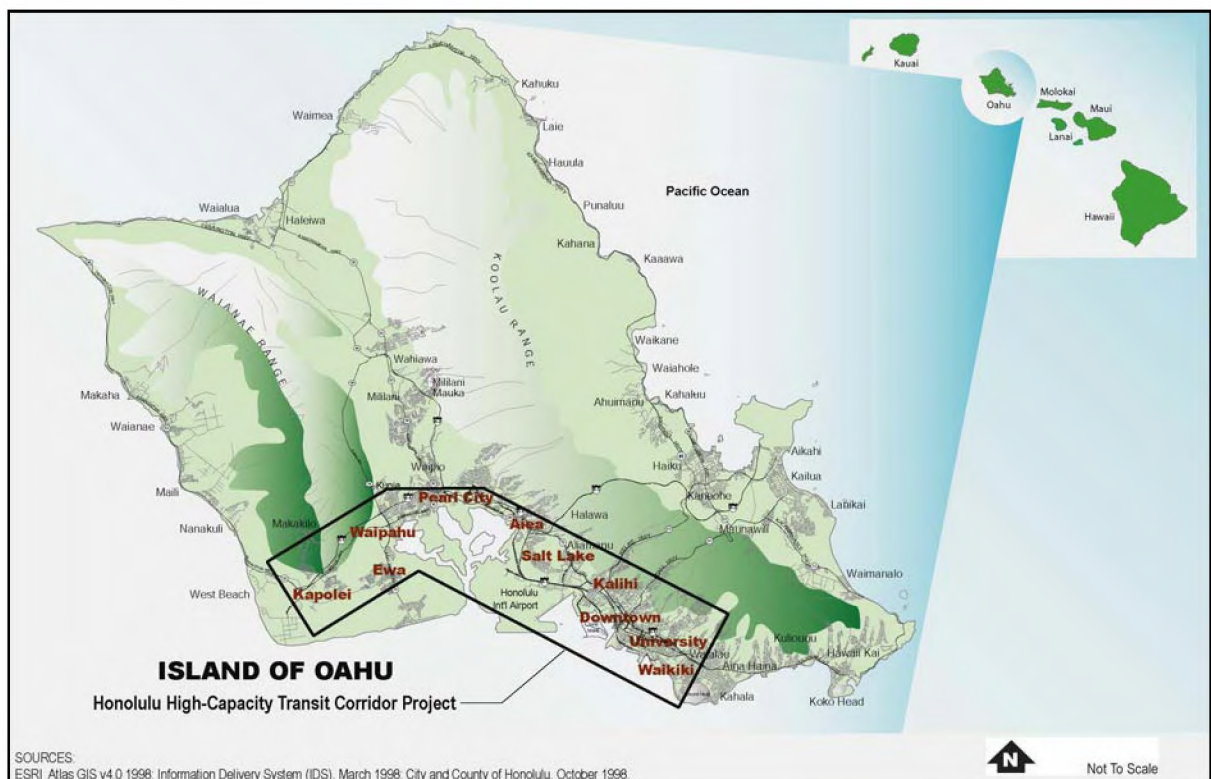 Kauai
Oahu
Molokai
Maui
Lanai
Hawaii
Kahuku
Waimea
Laie
Hauula
Pacific Ocean
Punaluu
Waialua
Haleiwa
Kahana
Kaaawa
KOOLAU RANGE
WAIANAE RANGE
Waikane
Wahiawa
Waiahole
Mililani
Mauka
Kahaluu
Makaha
Mililani
Ahuimanu
Waianae
Aikahi
Waipio
Haiku
Kailua
Maili
Kunia
Kaneohe
Pearl City
Lanikai
Nanakuli
Makakilo
Aiea
Halawa
Maunawili
Waipahu
Aliamanu
Salt Lake
Ewa
Waimanalo
Kalihi
West Beach
Kapolei
Honolulu
Int'l Airport
Downtown
University
Kuliouou
Waialae
Hawaii Kai
ISLAND OF OAHU
Waikiki
Aina Haina
Kahala
Koko Head
Honolulu High-Capacity Transit Corridor Project
N
SOURCES:
Not To Scale
ESRI Atlas GIS v4.0 1998; Information Delivery System (IDS), March 1998; City and County of Honolulu, October 1998